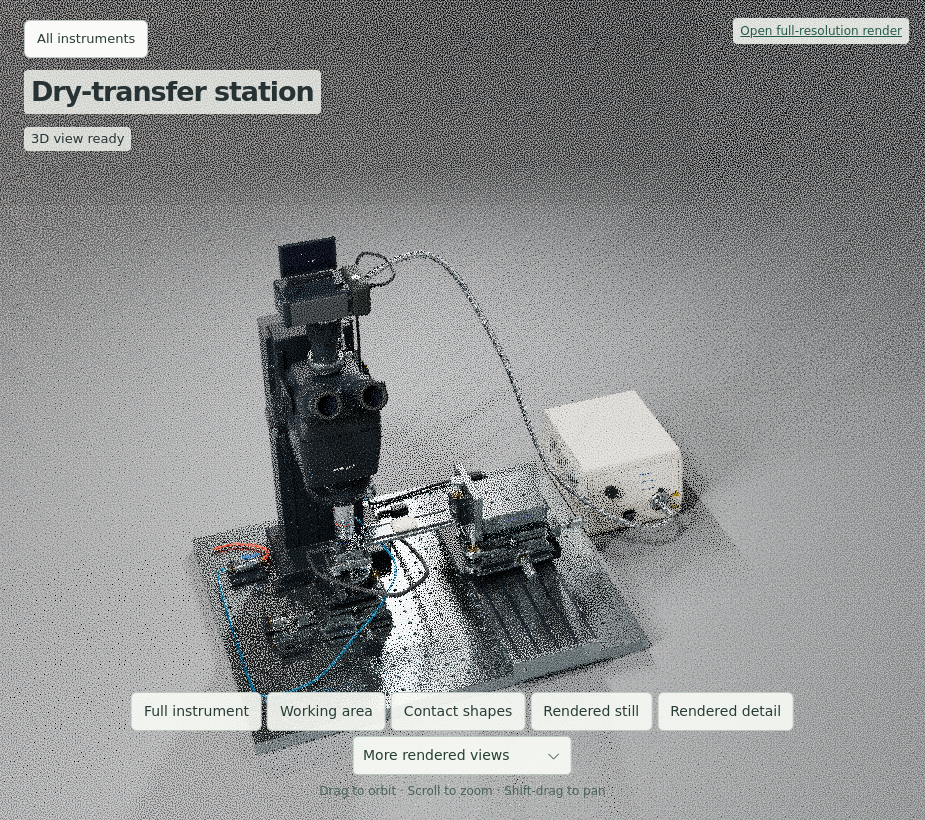 All instruments
Open full-resolution render
Dry-transfer station
3D view ready
Full instrument
Working area
Contact shapes
Rendered still
Rendered detail
More rendered views
Drag to orbit · Scroll to zoom · Shift-drag to pan